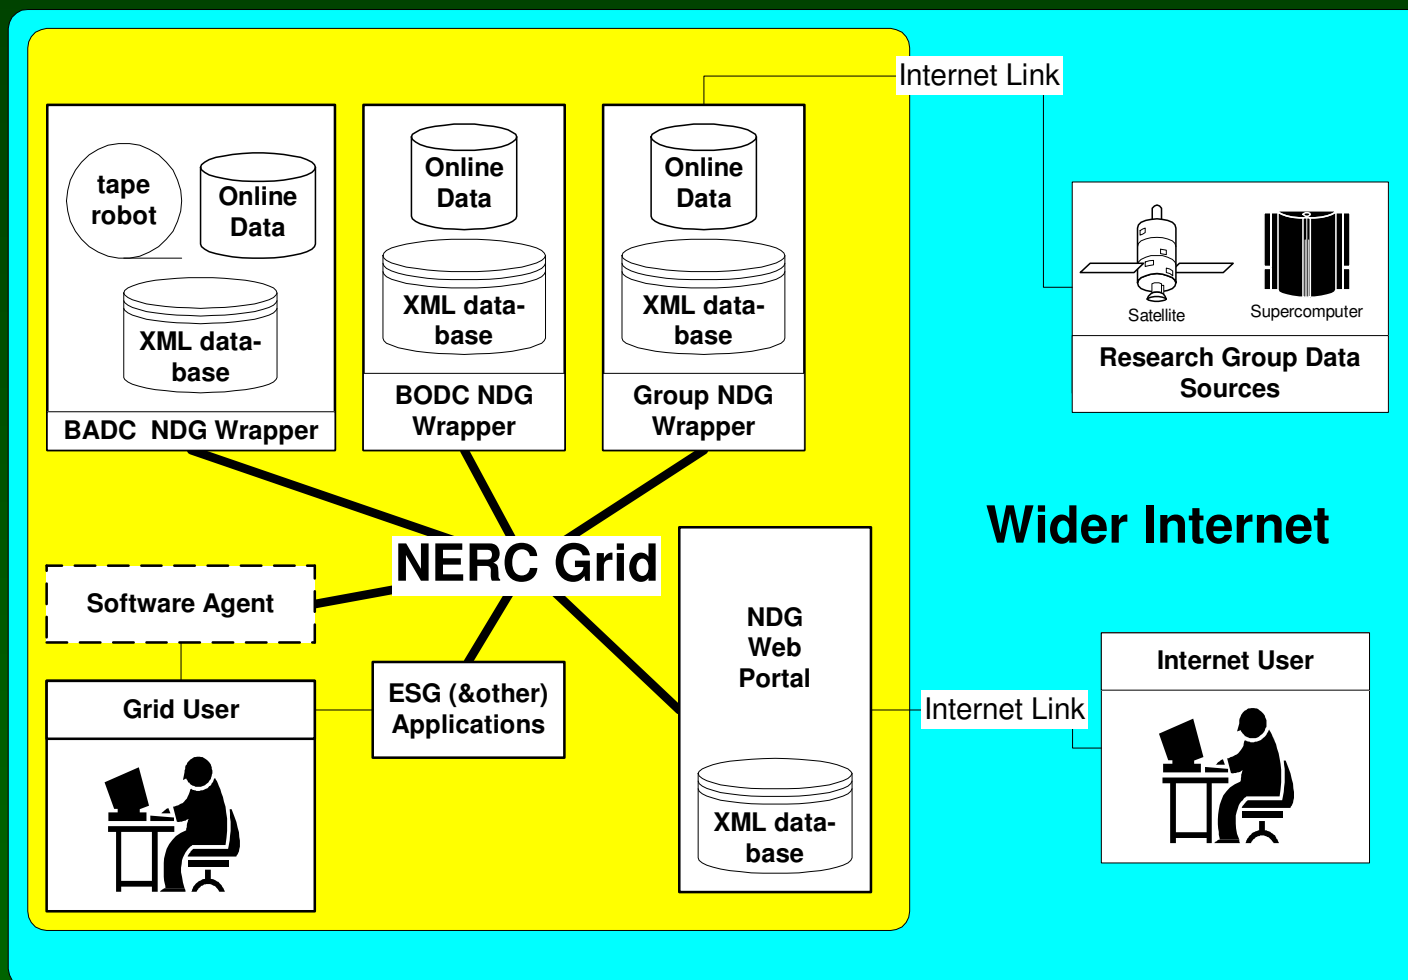 Internet Link
tape
robot
Online
Data
XML data-
base
BADC  NDG Wrapper
Online
Data
XML data-
base
BODC NDG
Wrapper
Online
Data
XML data-
base
Group NDG
Wrapper
Satellite
Supercomputer
Research Group Data
Sources
Wider Internet
NERC Grid
Software Agent
Grid User
ESG (&other)
Applications
NDG
Web
Portal
XML data-
base
Internet Link
Internet User